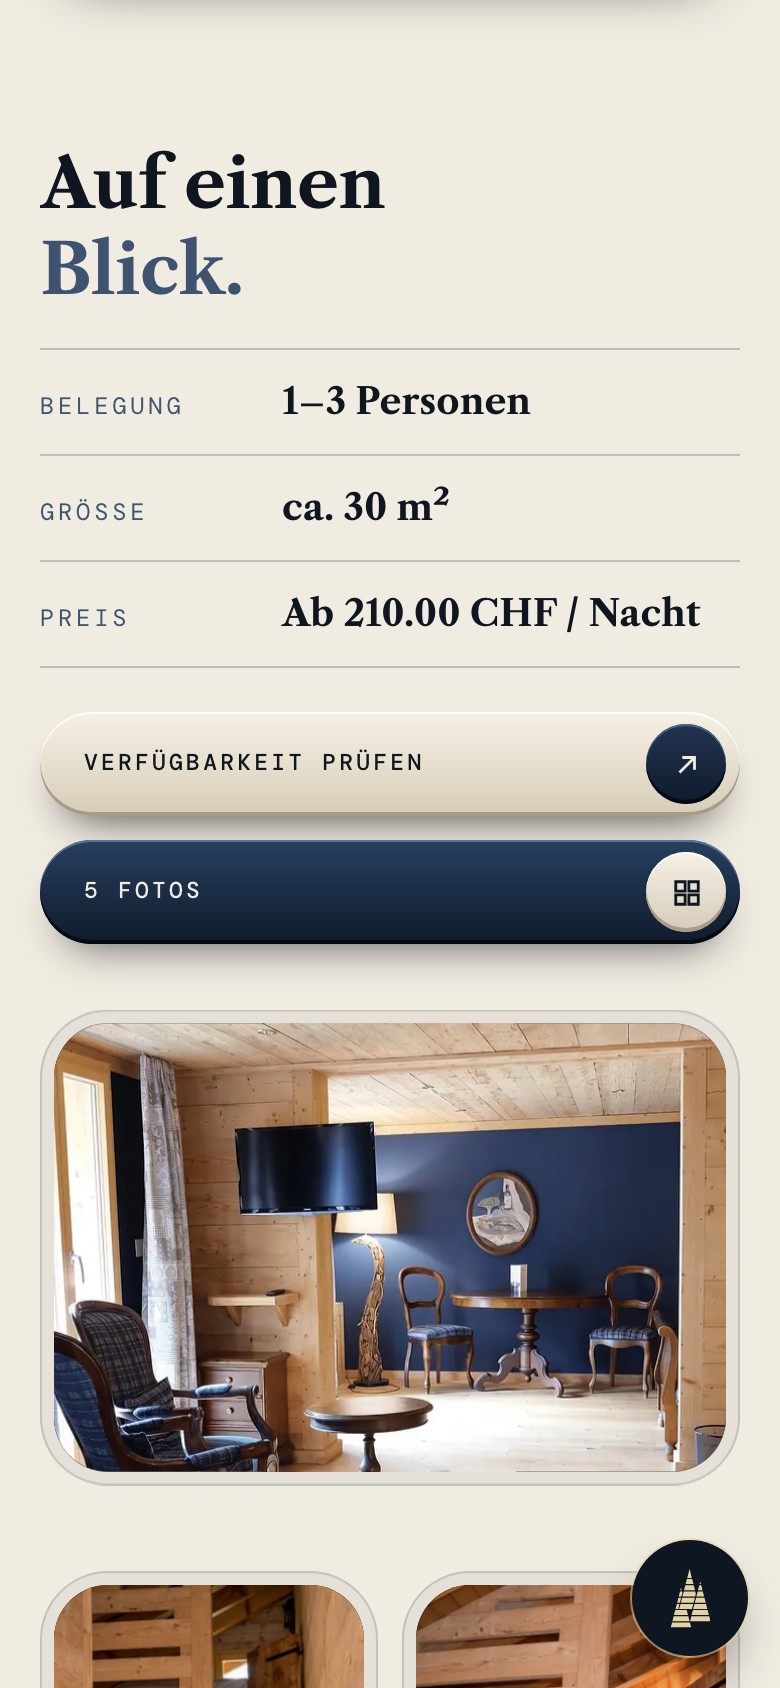 Auf einen
Blick.
BELEGUNG 1–3 Personen
GRÖSSE ca. 30 m²
PREIS Ab 210.00 CHF / Nacht
VERFÜGBARKEIT PRÜFEN
5 FOTOS